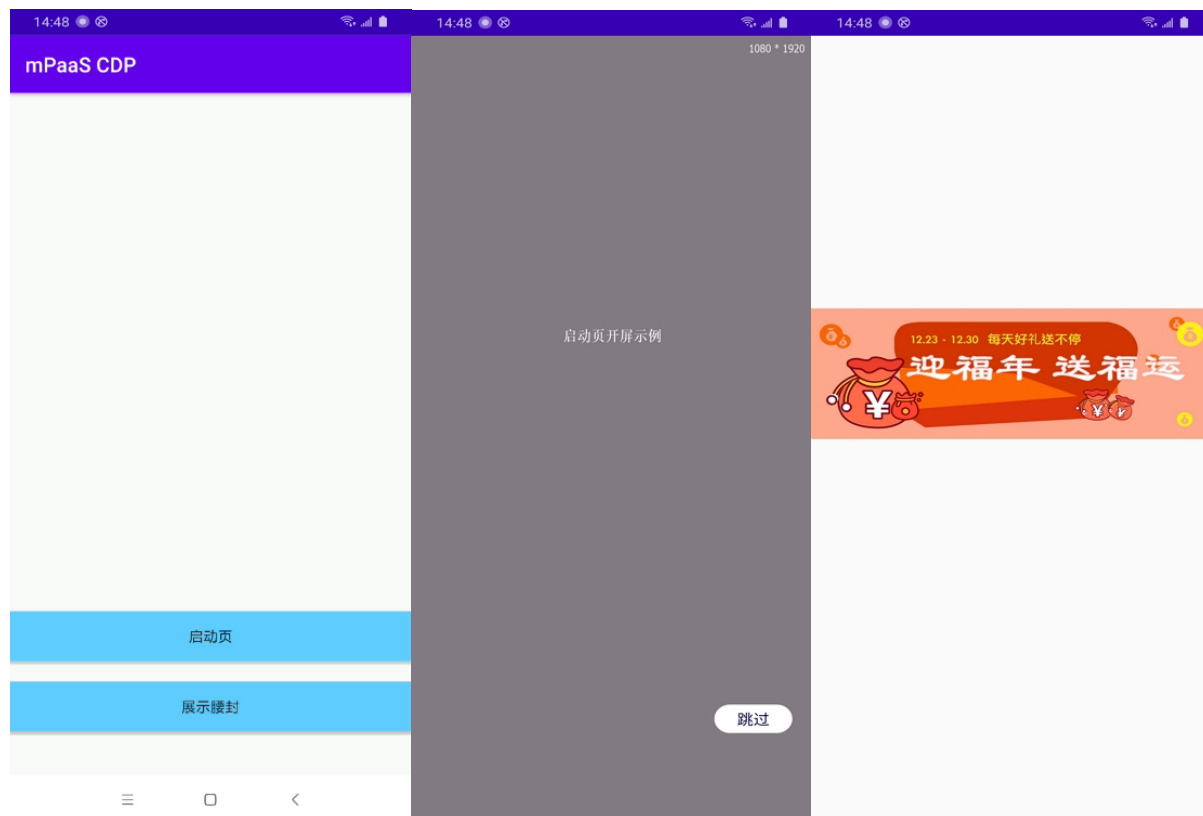 14:48
mPaaS CDP
启动页
展示腰封
14:48
1080 * 1920
启动页开屏示例
跳过
14:48
12.23 - 12.30 每天好礼送不停
迎福年 送福运
¥
¥